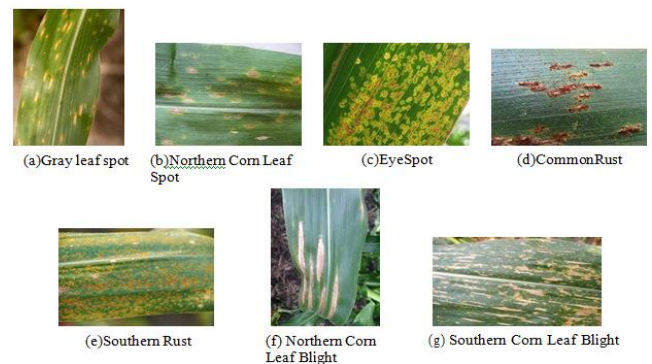 (a)Gray leaf spot
(b)Northern Corn Leaf
Spot
(c)EyeSpot
(d)CommonRust
(e)Southern Rust
(f) Northern Corn
Leaf Blight
(g) Southern Corn Leaf Blight